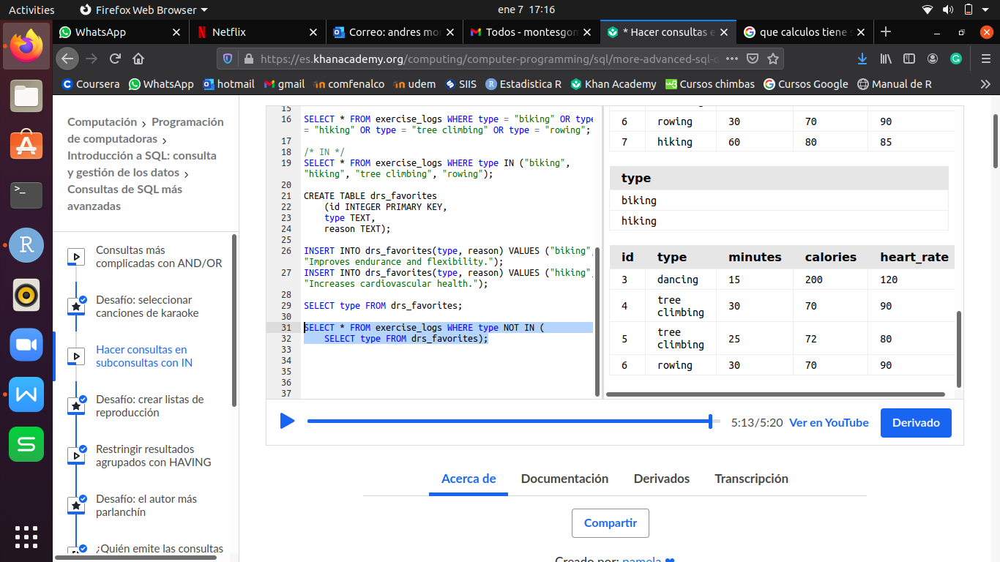 Activities
Firefox Web Browser
ene 7 17:16
WhatsApp
Netflix
Correo: andres mo
Todos - montesgon
* Hacer consultas e
que calculos tiene s
https://es.khanacademy.org/computing/computer-programming/sql/more-advanced-sql-q
Coursera
WhatsApp
hotmail
gmail
comfenalco
udem
SIIS
Estadistica R
Khan Academy
Cursos chimbas
Cursos Google
Manual de R
Computación > Programación
de computadoras >
Introducción a SQL: consulta
y gestión de los datos >
Consultas de SQL más
avanzadas
Consultas más
complicadas con AND/OR
Desafío: seleccionar
canciones de karaoke
Hacer consultas en
subconsultas con IN
Desafío: crear listas de
reproducción
Restringir resultados
agrupados con HAVING
Desafío: el autor más
parlanchín
¿Quién emite las consultas
15
16 SELECT * FROM exercise_logs WHERE type = "biking" OR type
= "hiking" OR type = "tree climbing" OR type = "rowing";
17
18 /* IN */
19 SELECT * FROM exercise_logs WHERE type IN ("biking",
"hiking", "tree climbing", "rowing");
20
21 CREATE TABLE drs_favorites
22 (id INTEGER PRIMARY KEY,
23 type TEXT,
24 reason TEXT);
25
26 INSERT INTO drs_favorites(type, reason) VALUES ("biking",
"Improves endurance and flexibility.");
27 INSERT INTO drs_favorites(type, reason) VALUES ("hiking",
"Increases cardiovascular health.");
28
29 SELECT type FROM drs_favorites;
30
31 SELECT * FROM exercise_logs WHERE type NOT IN (
32 SELECT type FROM drs_favorites);
33
34
35
36
37
6 rowing 30 70 90
7 hiking 60 80 85
type
biking
hiking
id type minutes calories heart_rate
3 dancing 15 200 120
4 tree climbing 30 70 90
5 tree climbing 25 72 80
6 rowing 30 70 90
5:13/5:20
Ver en YouTube
Derivado
Acerca de
Documentación
Derivados
Transcripción
Compartir
Creado por: pamela